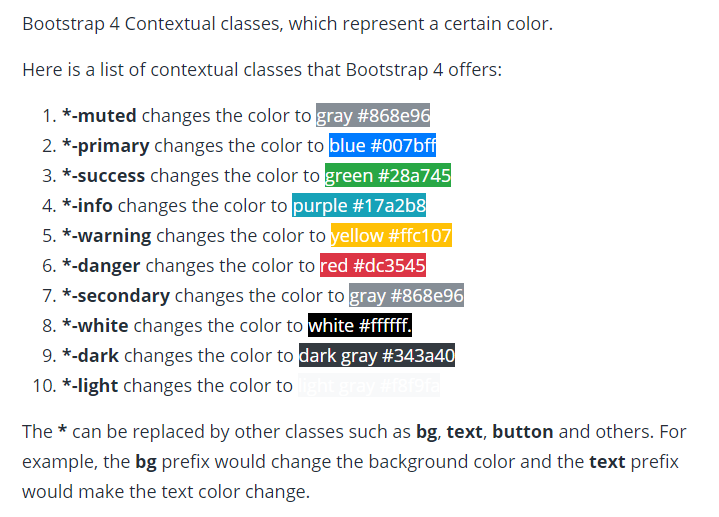 Bootstrap 4 Contextual classes, which represent a certain color.
Here is a list of contextual classes that Bootstrap 4 offers:
1. *-muted changes the color to gray #868e96
2. *-primary changes the color to blue #007bff
3. *-success changes the color to green #28a745
4. *-info changes the color to purple #17a2b8
5. *-warning changes the color to yellow #ffc107
6. *-danger changes the color to red #dc3545
7. *-secondary changes the color to gray #868e96
8. *-white changes the color to white #ffffff.
9. *-dark changes the color to dark gray #343a40
10. *-light changes the color to light gray #f8f9fa
The * can be replaced by other classes such as bg, text, button and others. For
example, the bg prefix would change the background color and the text prefix
would make the text color change.